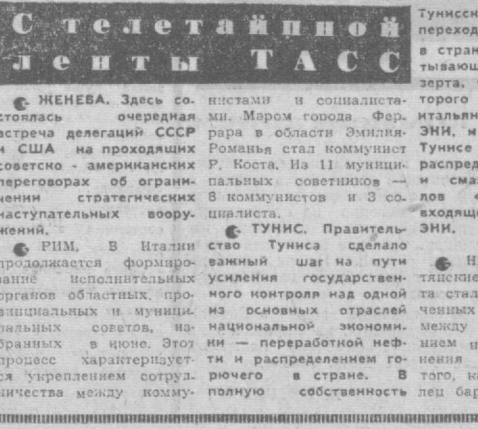 С телетайпной
ленты ТАСС
ЖЕНЕВА. Здесь со-
стоялась очередная
встреча делегаций СССР
и США на проходящих
советско - американских
переговорах об ограни-
чении стратегических
наступательных воору-
жений.
РИМ. В Италии
продолжается формиро-
вание исполнительных
органов областных, про-
винциальных и муници-
пальных советов, из-
бранных в июне. Этот
процесс характеризует-
ся укреплением сотруд-
ничества между комму-
нистами и социалиста-
ми. Мэром города Фер-
рара в области Эмилия-
Романья стал коммунист
Р. Коста. Из 11 муници-
пальных советников —
8 коммунистов и 3 со-
циалиста.
ТУНИС. Правитель-
ство Туниса сделало
важный шаг на пути
усиления государствен-
ного контроля над одной
из основных отраслей
национальной экономи-
ки — переработкой неф-
ти и распределением го-
рючего в стране. В
полную собственность
Тунисск
переход
в стран
тывающ
зерта,
торого
итальян
ЭНИ, и
Тунисе
распред
и сма
лов «
входяще
ЭНИ.
Н
тянские
та стал
ченных
между
нием и
нения
того, ка
лец бар